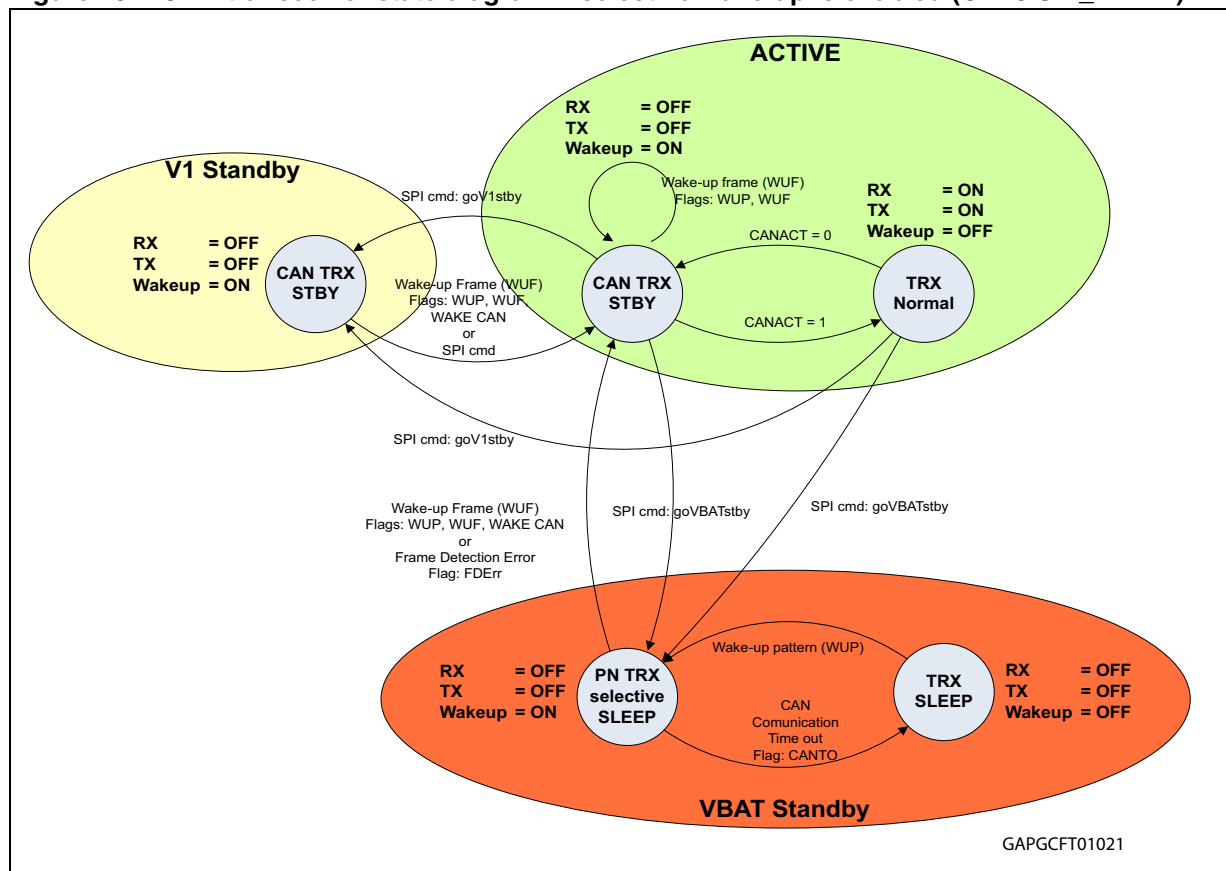 ACTIVE
RX = OFF
TX = OFF
Wakeup = ON
V1 Standby
SPI cmd: goV1stby
Wake-up frame (WUF)
Flags: WUP, WUF
RX = ON
TX = ON
Wakeup = OFF
RX = OFF
TX = OFF
Wakeup = ON
CAN TRX
STBY
Wake-up Frame (WUF)
Flags: WUP, WUF,
WAKE CAN
or
SPI cmd
CAN TRX
STBY
CANACT = 0
TRX
Normal
CANACT = 1
SPI cmd: goV1stby
Wake-up Frame (WUF)
Flags: WUP, WUF, WAKE CAN
or
Frame Detection Error
Flag: FDErr
SPI cmd: goVBATstby
SPI cmd: goVBATstby
RX = OFF
TX = OFF
Wakeup = ON
PN TRX
selective
SLEEP
Wake-up pattern (WUP)
TRX
SLEEP
RX = OFF
TX = OFF
Wakeup = OFF
CAN
Comunication
Time out
Flag: CANTO
VBAT Standby
GAPGCFT01021